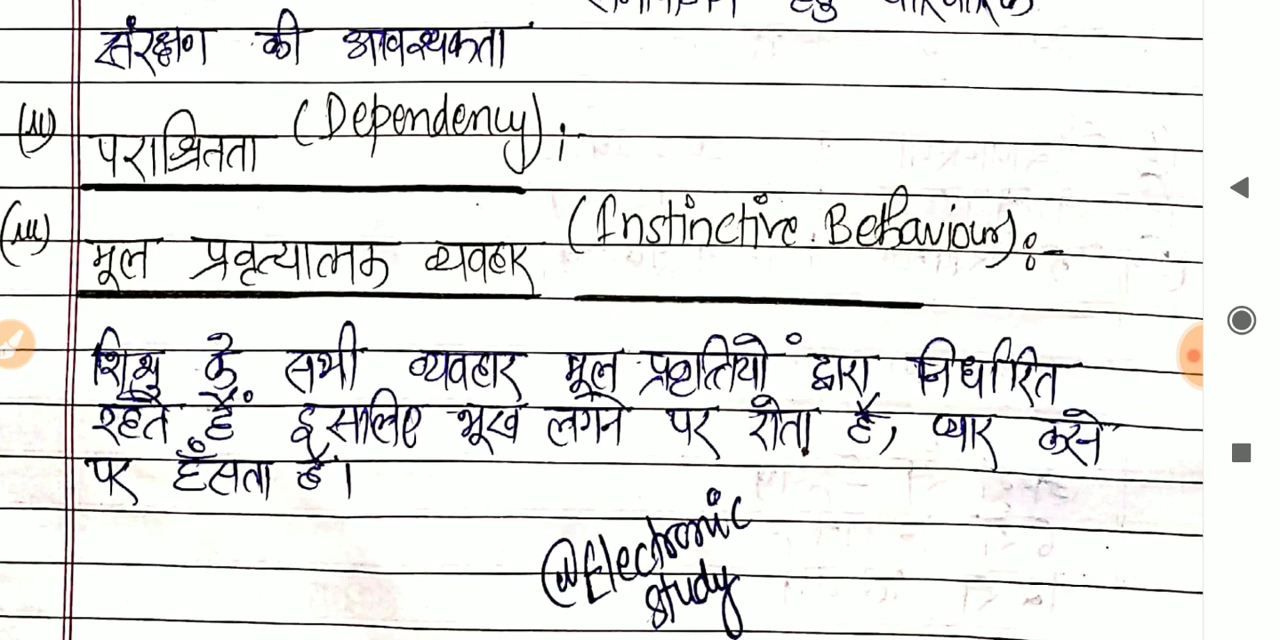 संरक्षण की आवश्यकता
(ii) पराश्रितता (Dependency) ;
(iii) मूल प्रवृत्यात्मक व्यवहार (Instinctive Behaviour) :-
शिशु के सभी व्यवहार मूल प्रवृत्तियों द्वारा निर्धारित
रहते हैं। इसलिए भूख लगने पर रोता है, प्यार करने
पर हँसता है।
@Electronic
study